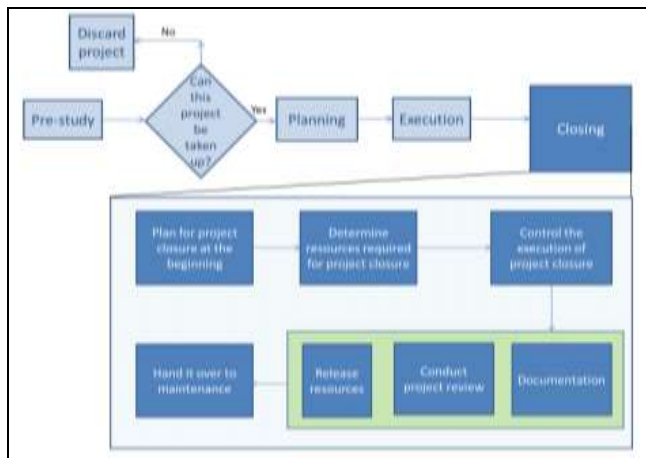 Discard
project
No
Can
this
project
be
taken
up?
Pre-study
Yes
Planning
Execution
Closing
Plan for project
closure at the
beginning
Determine
resources required
for project closure
Control the
execution of
project closure
Hand it over to
maintenance
Release
resources
Conduct
project review
Documentation